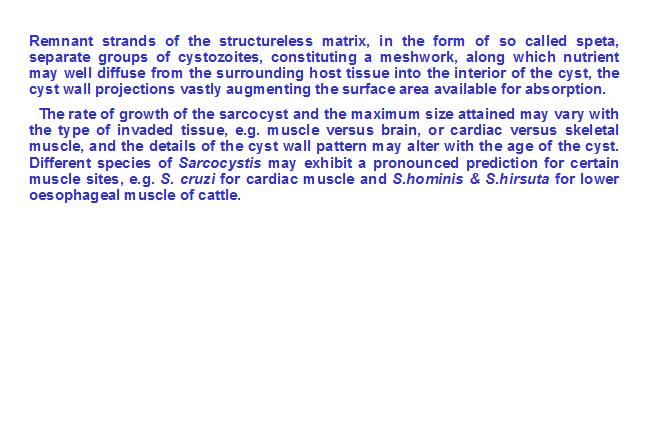 Remnant strands of the structureless matrix, in the form of so called speta,
separate groups of cystozoites, constituting a meshwork, along which nutrient
may well diffuse from the surrounding host tissue into the interior of the cyst, the
cyst wall projections vastly augmenting the surface area available for absorption.
The rate of growth of the sarcocyst and the maximum size attained may vary with
the type of invaded tissue, e.g. muscle versus brain, or cardiac versus skeletal
muscle, and the details of the cyst wall pattern may alter with the age of the cyst.
Different species of Sarcocystis may exhibit a pronounced prediction for certain
muscle sites, e.g. S. cruzi for cardiac muscle and S.hominis & S.hirsuta for lower
oesophageal muscle of cattle.